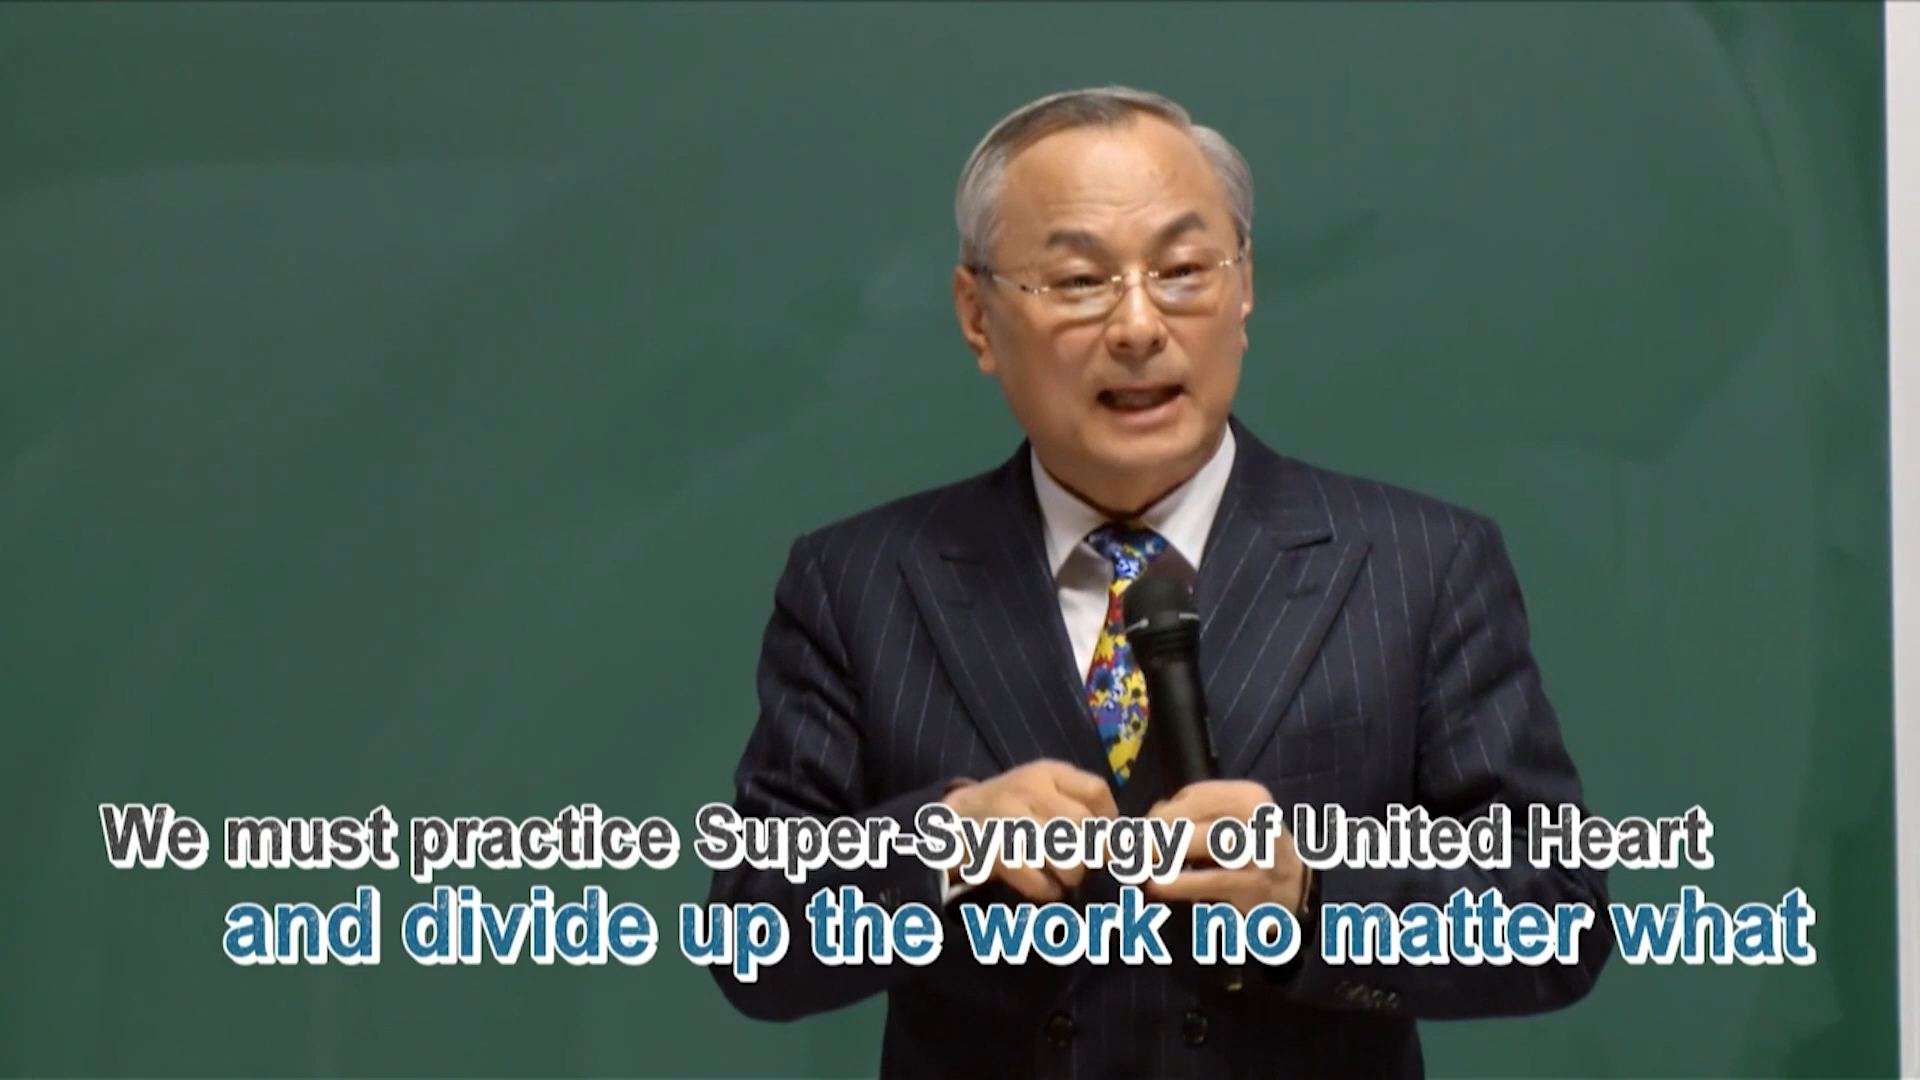 We must practice Super-Synergy of United Heart
and divide up the work no matter what